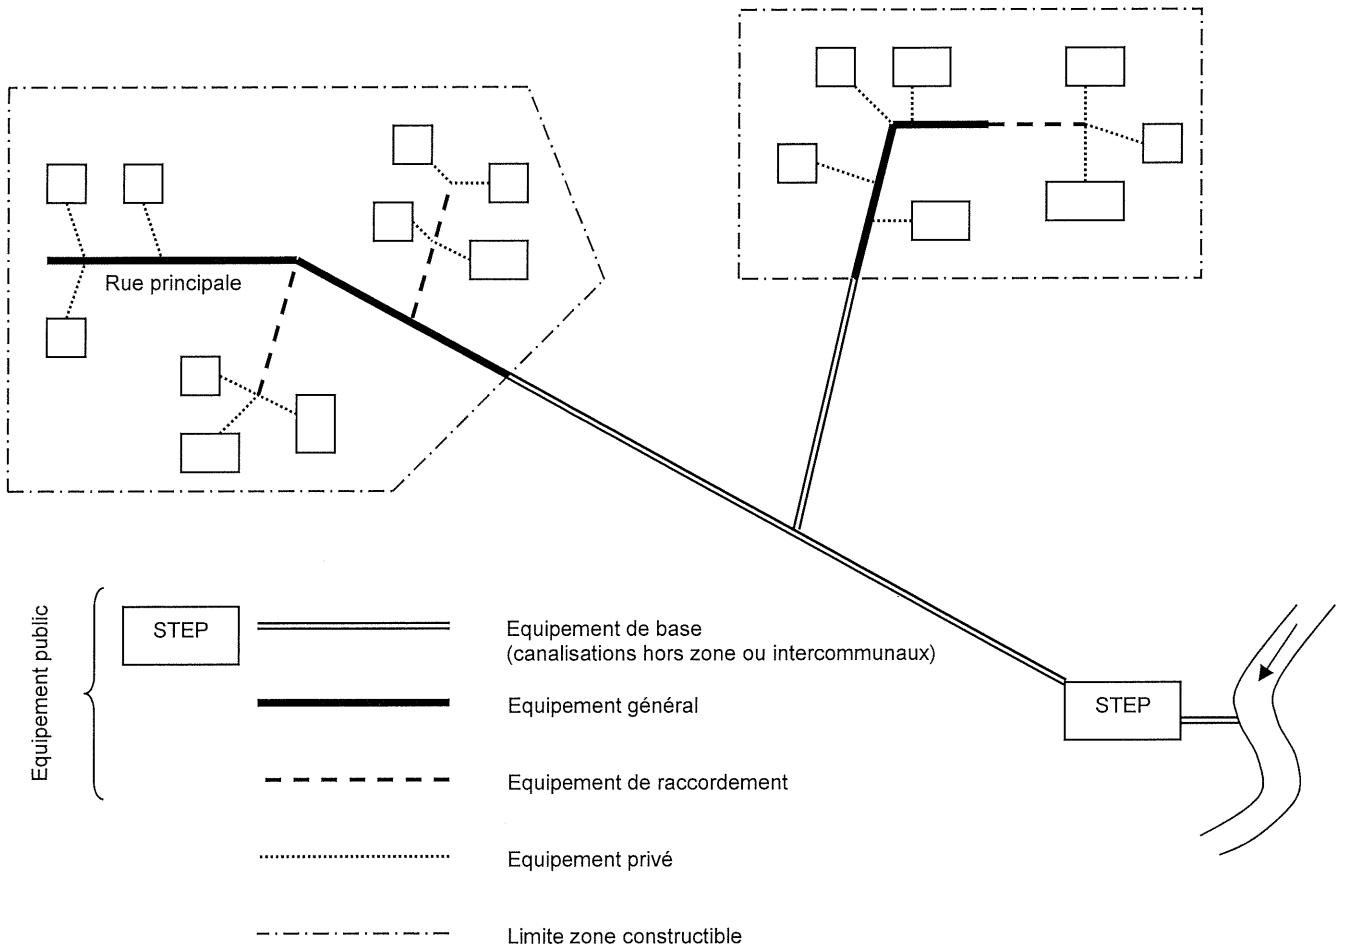 Rue principale
Equipement public
STEP
Equipement de base
(canalisations hors zone ou intercommunaux)
STEP
Equipement général
Equipement de raccordement
Equipement privé
Limite zone constructible